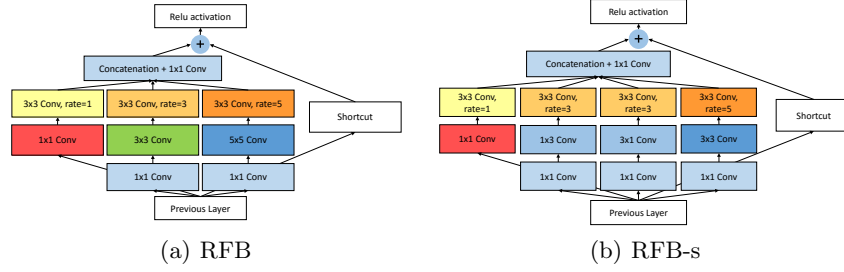 Relu activation
+
Concatenation + 1x1 Conv
3x3 Conv, rate=1
3x3 Conv, rate=3
3x3 Conv, rate=5
1x1 Conv
3x3 Conv
5x5 Conv
Shortcut
1x1 Conv
1x1 Conv
Previous Layer
(a) RFB
Relu activation
+
Concatenation + 1x1 Conv
3x3 Conv,
rate=1
3x3 Conv,
rate=3
3x3 Conv,
rate=3
3x3 Conv,
rate=5
1x1 Conv
1x3 Conv
3x1 Conv
3x3 Conv
Shortcut
1x1 Conv
1x1 Conv
1x1 Conv
Previous Layer
(b) RFB-s